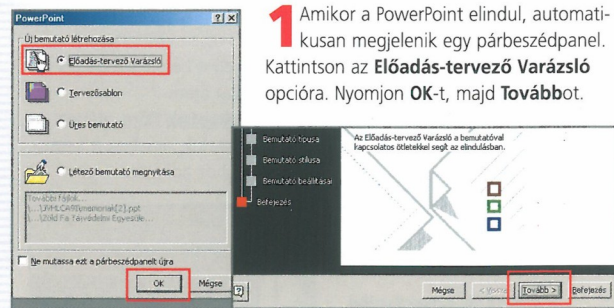 PowerPoint
Új bemutató létrehozása
Előadás-tervező Varázsló
Tervezősablon
Üres bemutató
Létező bemutató megnyitása
További fájlok...
Ne mutassa ezt a párbeszédpanelt újra
OK Mégse
1 Amikor a PowerPoint elindul, automati-
kusan megjelenik egy párbeszédpanel.
Kattintson az Előadás-tervező Varázsló
opcióra. Nyomjon OK-t, majd Továbbot.
Bemutató típusa
Bemutató stílusa
Bemutató beállításai
Befejezés
Az Előadás-tervező Varázsló a bemutatóval
kapcsolatos ötletekkel segít az elindulásban.
Mégse < Vissza Tovább > Befejezés